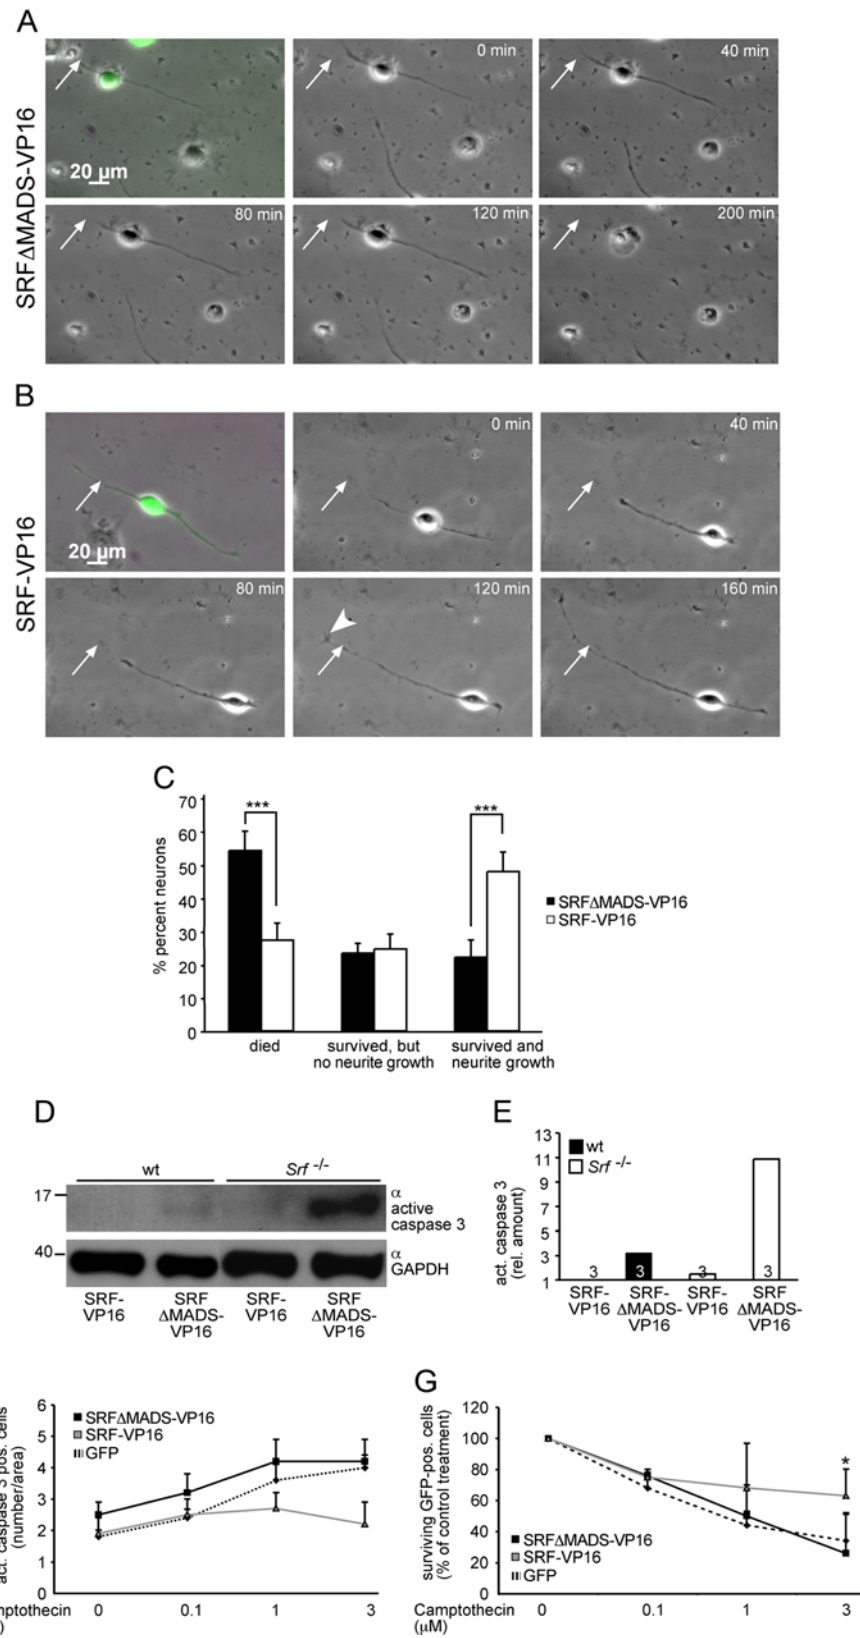 A
SRFΔMADS-VP16
20 µm
0 min
40 min
80 min
120 min
200 min
B
SRF-VP16
20 µm
0 min
40 min
80 min
120 min
160 min
C
% percent neurons
70
60
50
40
30
20
10
0
***
***
SRFΔMADS-VP16
SRF-VP16
died
survived, but
no neurite growth
survived and
neurite growth
D
wt
Srf -/-
17
α
active
caspase 3
40
α
GAPDH
SRF-
VP16
SRF
ΔMADS-
VP16
SRF-
VP16
SRF
ΔMADS-
VP16
E
act. caspase 3
(rel. amount)
13
11
9
7
5
3
1
wt
Srf -/-
3
3
3
3
SRF-
VP16
SRF-
ΔMADS-
VP16
SRF-
VP16
SRF
ΔMADS-
VP16
act. caspase 3 pos. cells
(number/area)
6
5
4
3
2
1
0
SRFΔMADS-VP16
SRF-VP16
GFP
mptothecin
0
0.1
1
3
G
surviving GFP-pos. cells
(% of control treatment)
120
100
80
60
40
20
0
*
SRFΔMADS-VP16
SRF-VP16
GFP
Camptothecin
(µM)
0
0.1
1
3